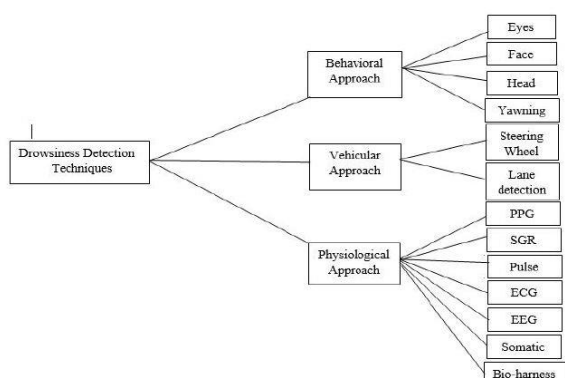 Drowsiness Detection
Techniques
Behavioral
Approach
Eyes
Face
Head
Yawning
Vehicular
Approach
Steering
Wheel
Lane
detection
Physiological
Approach
PPG
SGR
Pulse
ECG
EEG
Somatic
Bio-harness